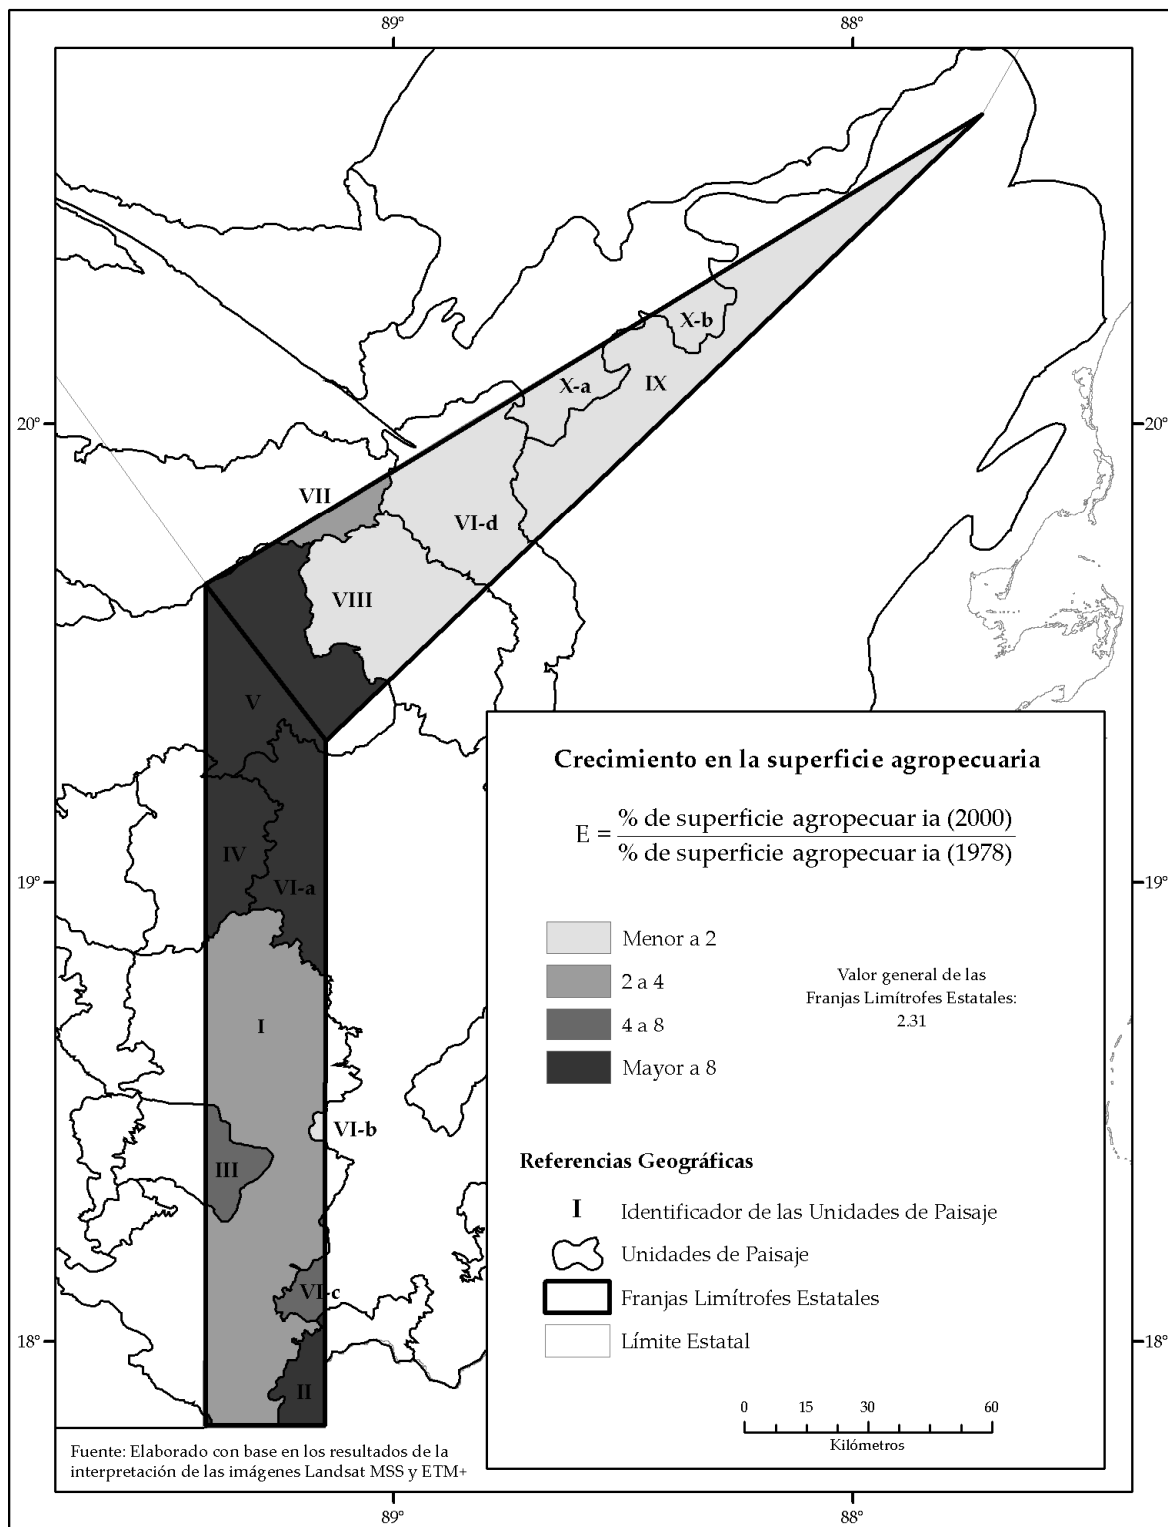 89°
88°
X-b
X-a
IX
20°
20°
VII
VI-d
VIII
V
Crecimiento en la superficie agropecuaria
E = % de superficie agropecuar ia (2000)
% de superficie agropecuar ia (1978)
IV
19°
VI-a
19°
Menor a 2
2 a 4
4 a 8
Mayor a 8
Valor general de las
Franjas Limítrofes Estatales:
2.31
I
VI-b
III
Referencias Geográficas
I Identificador de las Unidades de Paisaje
Unidades de Paisaje
Franjas Limítrofes Estatales
Límite Estatal
VI-c
18°
18°
II
0 15 30 60
Kilómetros
Fuente: Elaborado con base en los resultados de la
interpretación de las imágenes Landsat MSS y ETM+
89°
88°